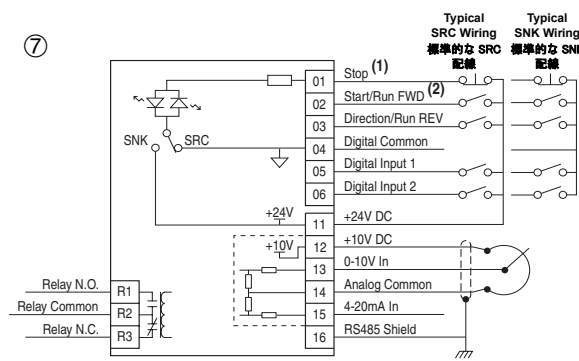 ⑦
Typical
SRC Wiring
標準的な SRC
配線
Typical
SNK Wiring
標準的な SNK
配線
SNK
SRC
01 Stop (1)
02 Start/Run FWD (2)
03 Direction/Run REV
04 Digital Common
05 Digital Input 1
06 Digital Input 2
+24V 11 +24V DC
+10V 12 +10V DC
13 0-10V In
14 Analog Common
15 4-20mA In
16 RS485 Shield
Relay N.O. R1
Relay Common R2
Relay N.C. R3